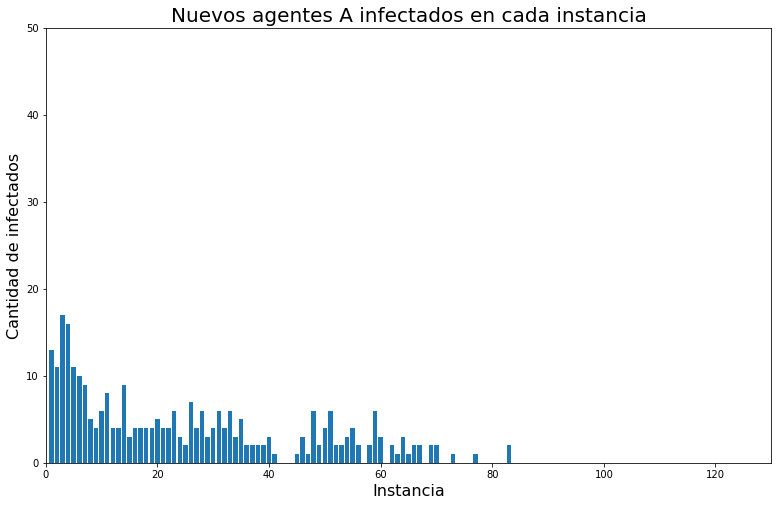 Nuevos agentes A infectados en cada instancia
50
40
30
20
10
0
Cantidad de infectados
0 20 40 60 80 100 120
Instancia